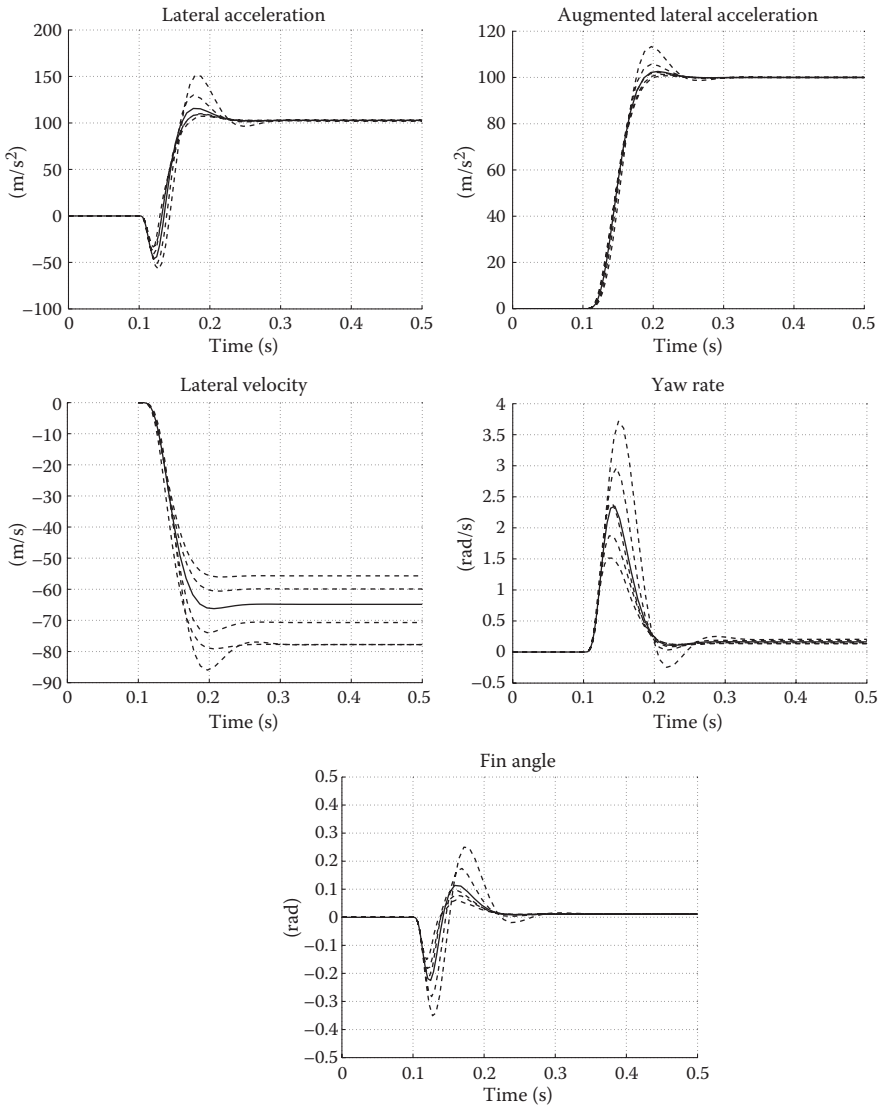 Lateral acceleration
200
150
100
50
0
−50
−100
(m/s²)
0 0.1 0.2 0.3 0.4 0.5
Time (s)
Augmented lateral acceleration
120
100
80
60
40
20
0
(m/s²)
0 0.1 0.2 0.3 0.4 0.5
Time (s)
Lateral velocity
0
−10
−20
−30
−40
−50
−60
−70
−80
−90
(m/s)
0 0.1 0.2 0.3 0.4 0.5
Time (s)
Yaw rate
4
3.5
3
2.5
2
1.5
1
0.5
0
−0.5
(rad/s)
0 0.1 0.2 0.3 0.4 0.5
Time (s)
Fin angle
0.5
0.4
0.3
0.2
0.1
0
−0.1
−0.2
−0.3
−0.4
−0.5
(rad)
0 0.1 0.2 0.3 0.4 0.5
Time (s)